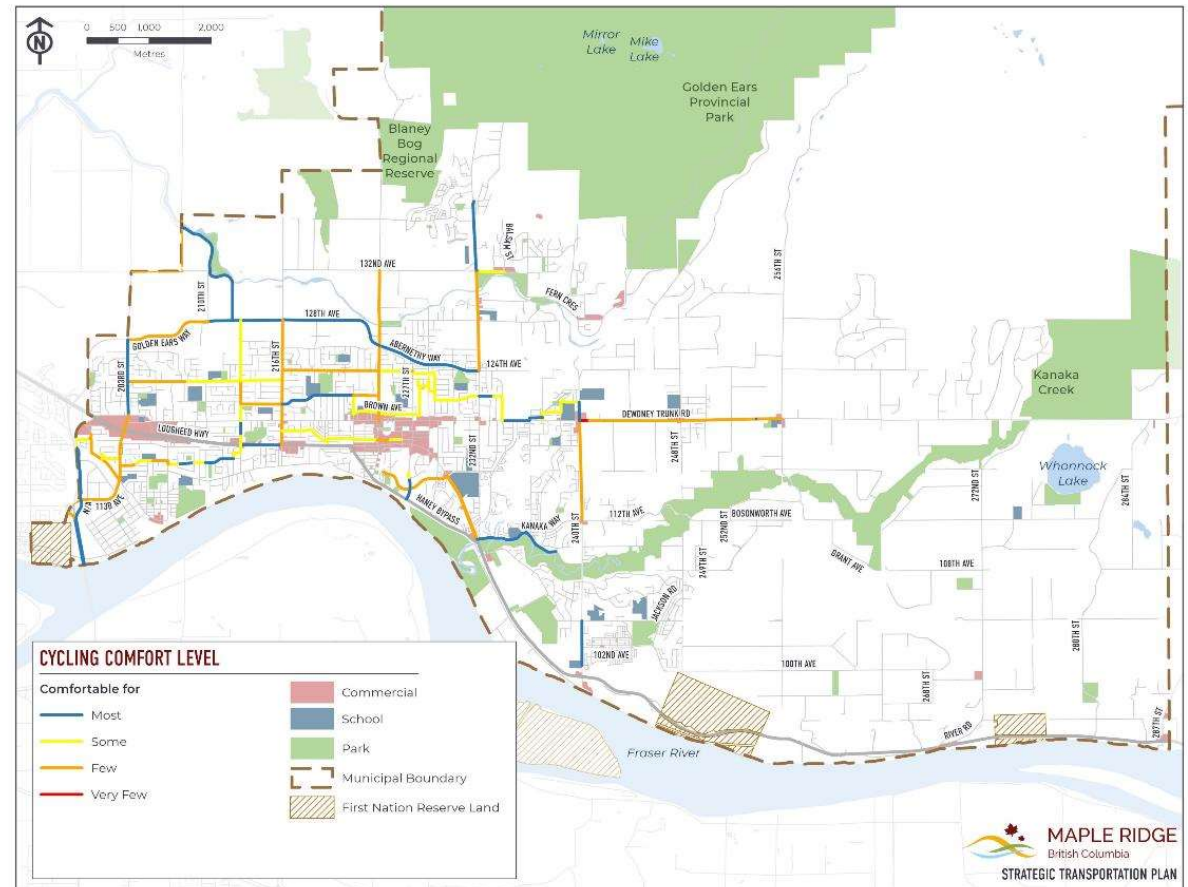 N
0 500 1,000 2,000
Metres
Mirror
Lake
Mike
Lake
Golden Ears
Provincial
Park
Blaney
Bog
Regional
Reserve
BALSAM ST
132ND AVE
256TH ST
210TH ST
FERN CRES
128TH AVE
GOLDEN EARS WAY
216TH ST
ABERNETHY WAY
124TH AVE
203RD ST
227TH ST
Kanaka
Creek
BROWN AVE
DEWDNEY TRUNK RD
LOUGHEED HWY
232ND ST
248TH ST
Whonnock
Lake
272ND ST
284TH ST
N/A
113B AVE
HANEY BYPASS
KANAKA WAY
240TH ST
112TH AVE
252ND ST
BOSONWORTH AVE
249TH ST
GRANT AVE
108TH AVE
JACKSON RD
102ND AVE
100TH AVE
268TH ST
280TH ST
287TH ST
RIVER RD
Fraser River
CYCLING COMFORT LEVEL
Comfortable for
Most
Some
Few
Very Few
Commercial
School
Park
Municipal Boundary
First Nation Reserve Land
MAPLE RIDGE
British Columbia
STRATEGIC TRANSPORTATION PLAN